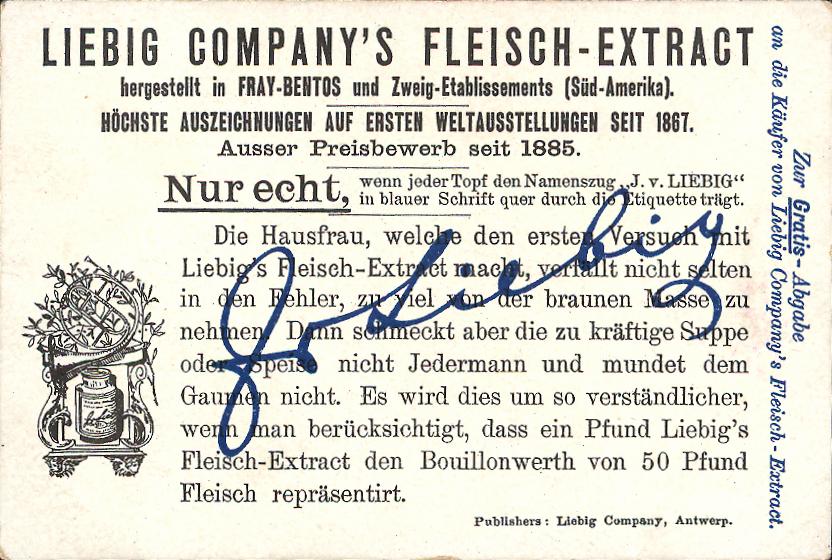 LIEBIG COMPANY'S FLEISCH-EXTRACT
hergestellt in FRAY-BENTOS und Zweig-Etablissements (Süd-Amerika).
HÖCHSTE AUSZEICHNUNGEN AUF ERSTEN WELTAUSSTELLUNGEN SEIT 1867.
Ausser Preisbewerb seit 1885.
Nur echt, wenn jeder Topf den Namenszug „J. v. LIEBIG“
in blauer Schrift quer durch die Etiquette trägt.
Die Hausfrau, welche den ersten Versuch mit
Liebig's Fleisch-Extract macht, verfällt nicht selten
in den Fehler, zu viel von der braunen Masse zu
nehmen. Dann schmeckt aber die zu kräftige Suppe
oder Speise nicht Jedermann und mundet dem
Gaumen nicht. Es wird dies um so verständlicher,
wenn man berücksichtigt, dass ein Pfund Liebig's
Fleisch-Extract den Bouillonwerth von 50 Pfund
Fleisch repräsentirt.
Publishers: Liebig Company, Antwerp.
J v Liebig
Zur Gratis-Abgabe
an die Käufer von Liebig Company's Fleisch-Extract.